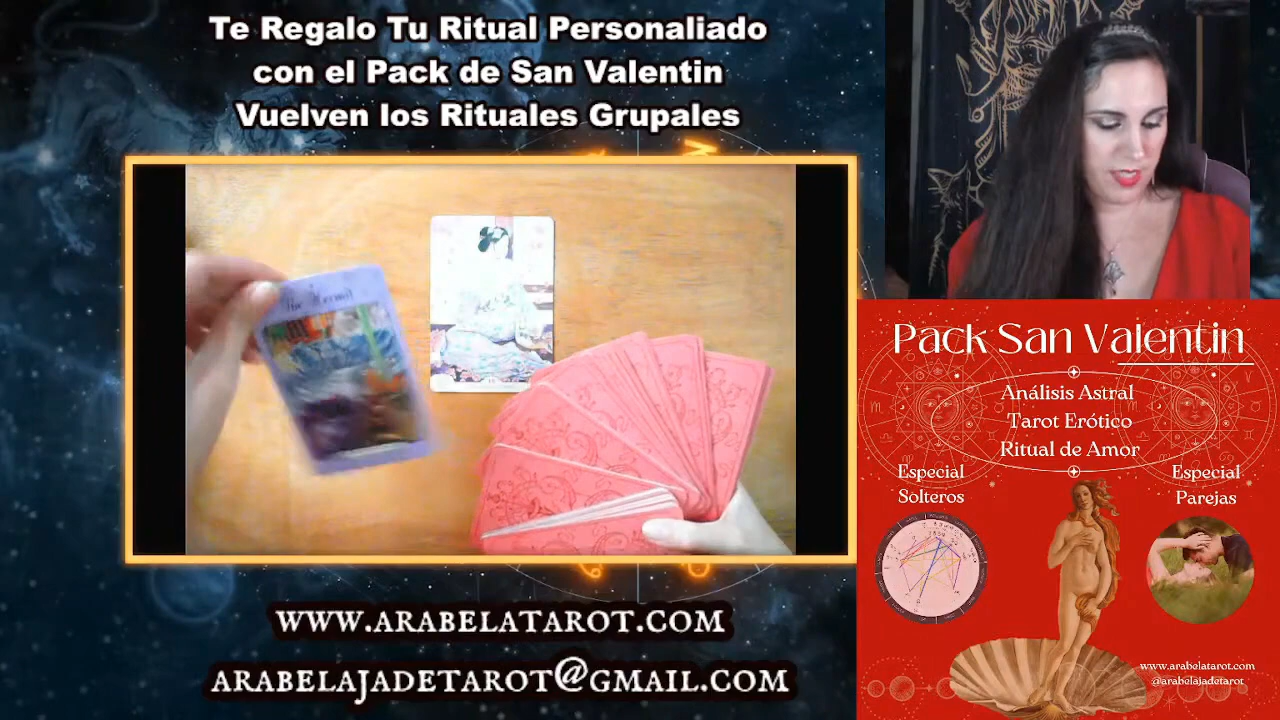 Te Regalo Tu Ritual Personaliado
con el Pack de San Valentin
Vuelven los Rituales Grupales
The Hermit
www.arabelatarot.com
arabelajadetarot@gmail.com
Pack San Valentin
Análisis Astral
Tarot Erótico
Ritual de Amor
Especial
Solteros
Especial
Parejas
www.arabelatarot.com
@arabelajadetarot